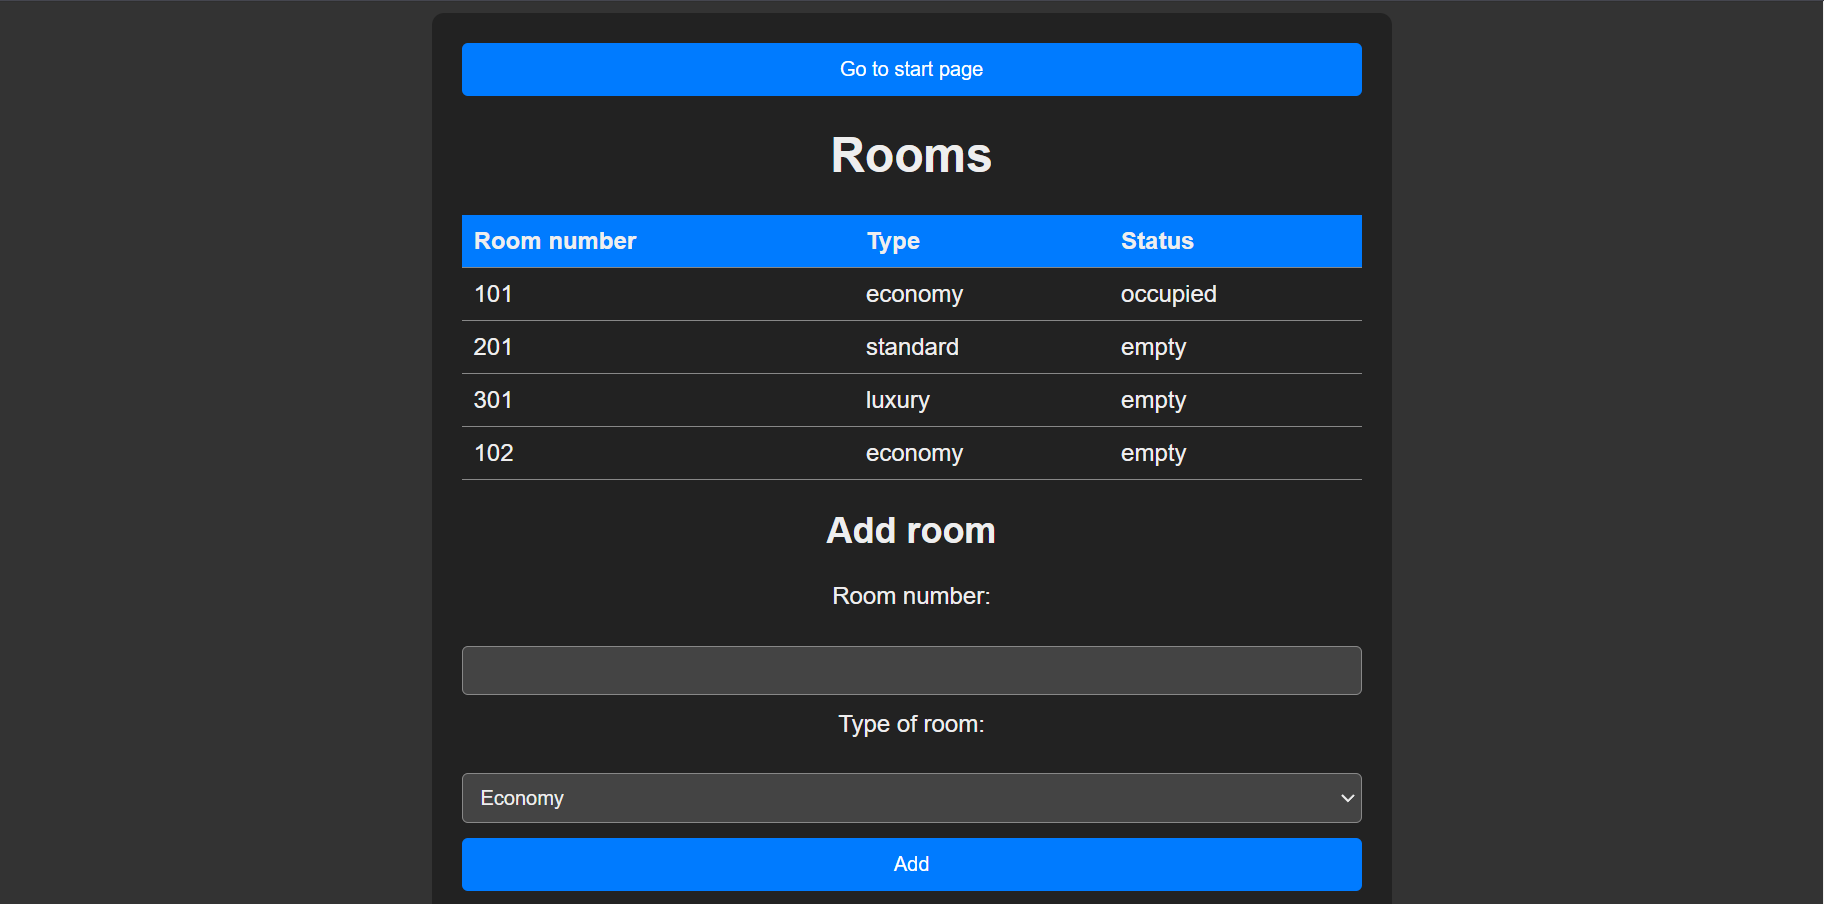 Go to start page
Rooms
Room number Type Status
101 economy occupied
201 standard empty
301 luxury empty
102 economy empty
Add room
Room number:
Type of room:
Economy
Add